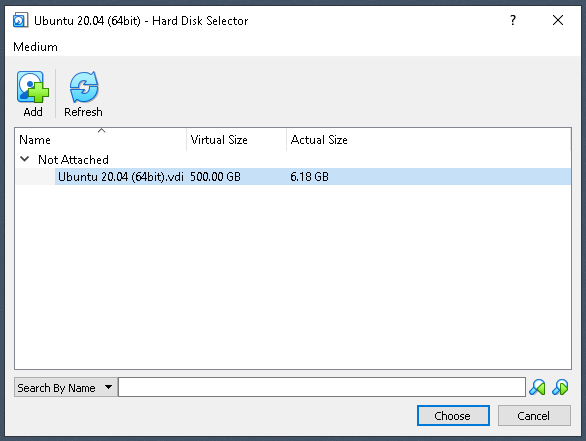 Ubuntu 20.04 (64bit) - Hard Disk Selector ?
Medium
Add Refresh
Name Virtual Size Actual Size
Not Attached
Ubuntu 20.04 (64bit).vdi 500.00 GB 6.18 GB
Search By Name
Choose Cancel